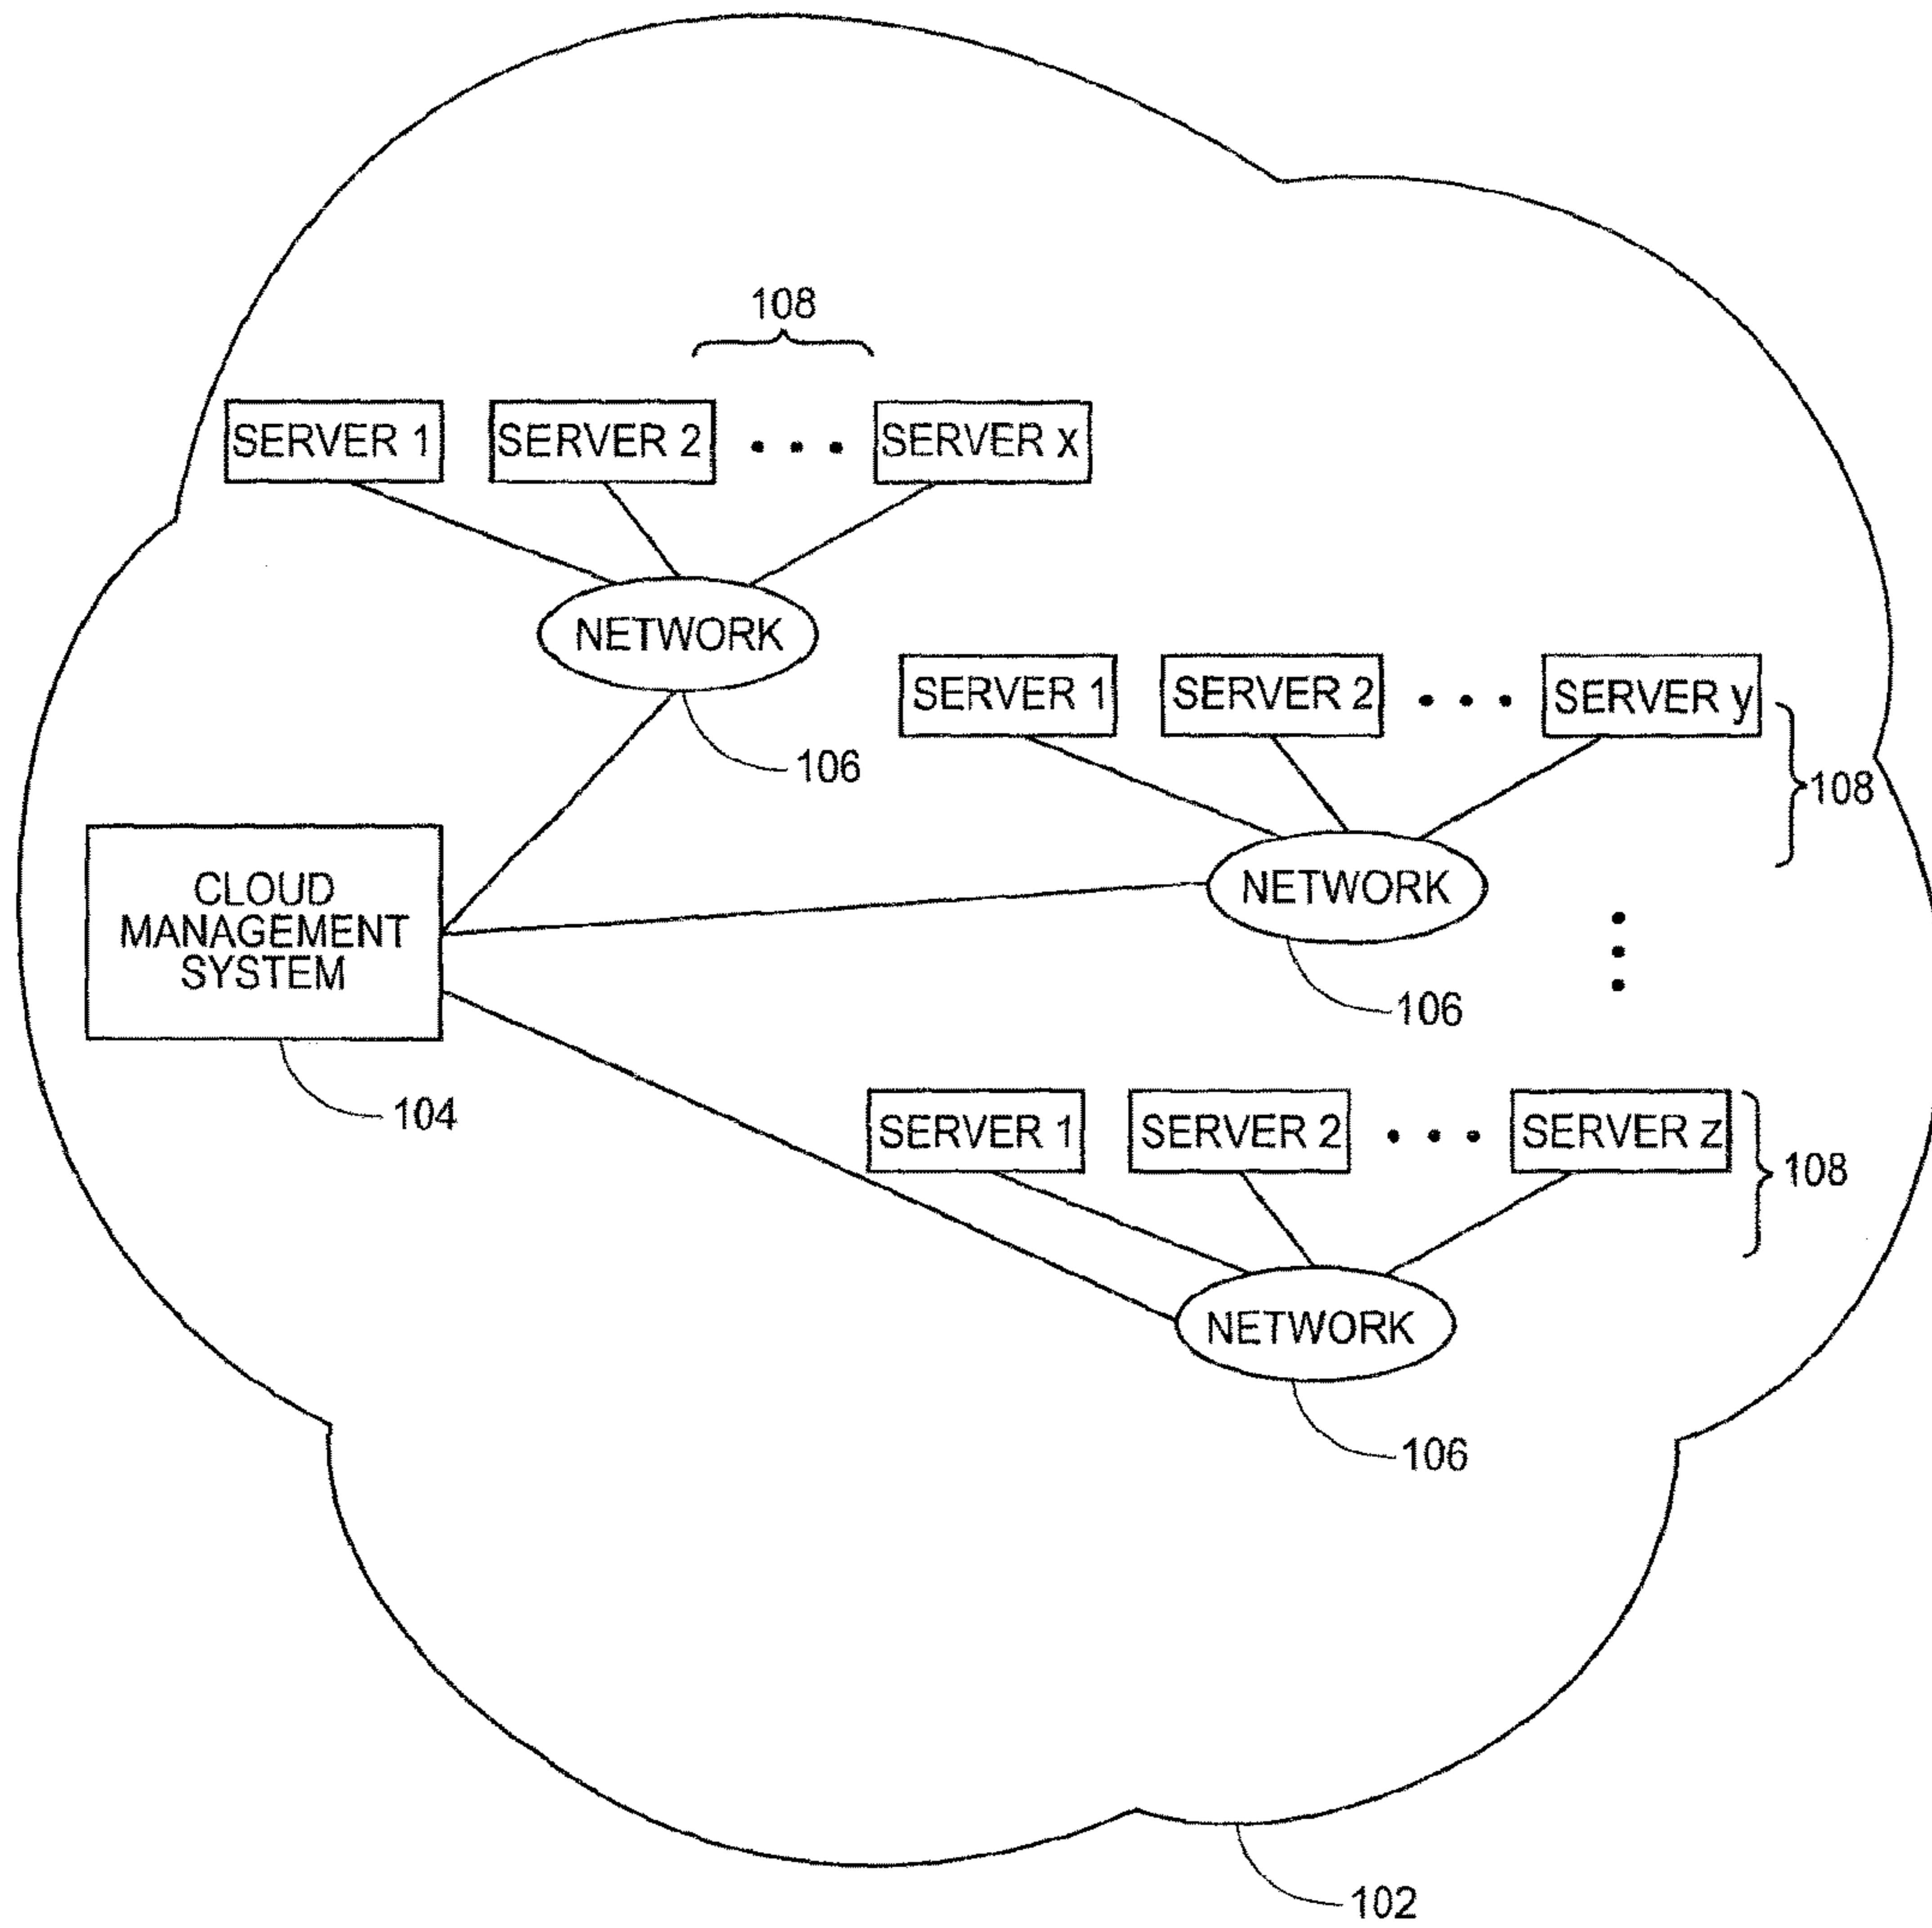 108
SERVER 1 SERVER 2 • • • SERVER x
NETWORK
106
SERVER 1 SERVER 2 • • • SERVER y
108
NETWORK
106
CLOUD
MANAGEMENT
SYSTEM
104
SERVER 1 SERVER 2 • • • SERVER z
108
NETWORK
106
102